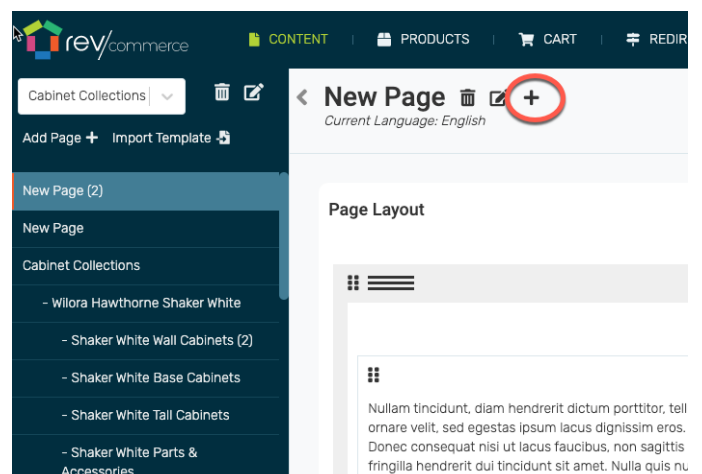 rev/commerce
CONTENT
PRODUCTS
CART
REDIR
Cabinet Collections
Add Page
Import Template
New Page (2)
New Page
Cabinet Collections
- Wilora Hawthorne Shaker White
- Shaker White Wall Cabinets (2)
- Shaker White Base Cabinets
- Shaker White Tall Cabinets
- Shaker White Parts &
Accessories
New Page
Current Language: English
Page Layout
Nullam tincidunt, diam hendrerit dictum porttitor, tell
ornare velit, sed egestas ipsum lacus dignissim eros.
Donec consequat nisi ut lacus faucibus, non sagittis
fringilla hendrerit dui tincidunt sit amet. Nulla quis nu